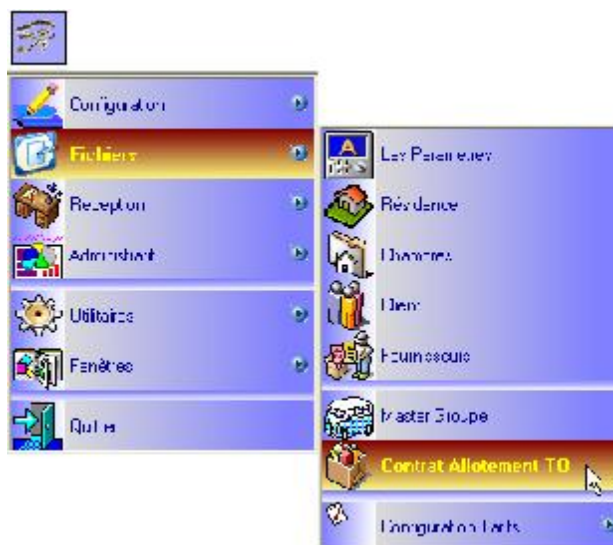 Configuration
Fichiers
Reception
Administrant
Utilitaires
Fenêtres
Quitter
A
Les Parametres
Résidence
Chambres
Client
Fournisseurs
Master Groupe
Contrat Allotement TO
Configuration Tarifs